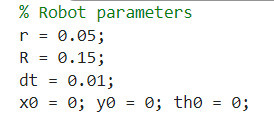 % Robot parameters
r = 0.05;
R = 0.15;
dt = 0.01;
x0 = 0; y0 = 0; th0 = 0;